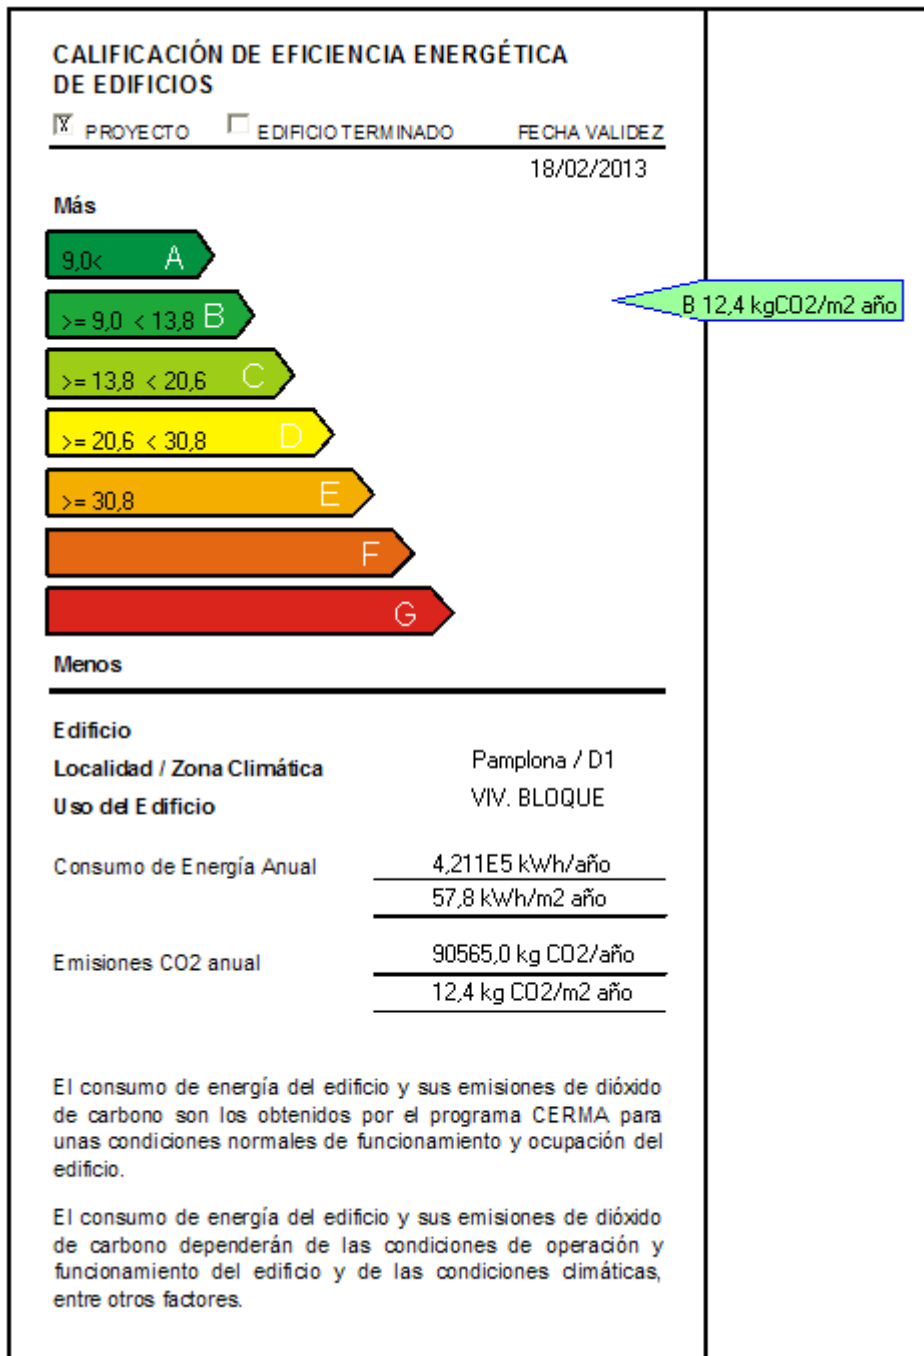 CALIFICACIÓN DE EFICIENCIA ENERGÉTICA
DE EDIFICIOS
X PROYECTO EDIFICIO TERMINADO FECHA VALIDEZ
18/02/2013
Más
9,0< A
>= 9,0 < 13,8 B
B 12,4 kgCO2/m2 año
>= 13,8 < 20,6 C
>= 20,6 < 30,8 D
>= 30,8 E
F
G
Menos
Edificio
Localidad / Zona Climática Pamplona / D1
Uso del Edificio VIV. BLOQUE
Consumo de Energía Anual 4,211E5 kWh/año
57,8 kWh/m2 año
Emisiones CO2 anual 90565,0 kg CO2/año
12,4 kg CO2/m2 año
El consumo de energía del edificio y sus emisiones de dióxido
de carbono son los obtenidos por el programa CERMA para
unas condiciones normales de funcionamiento y ocupación del
edificio.
El consumo de energía del edificio y sus emisiones de dióxido
de carbono dependerán de las condiciones de operación y
funcionamiento del edificio y de las condiciones climáticas,
entre otros factores.